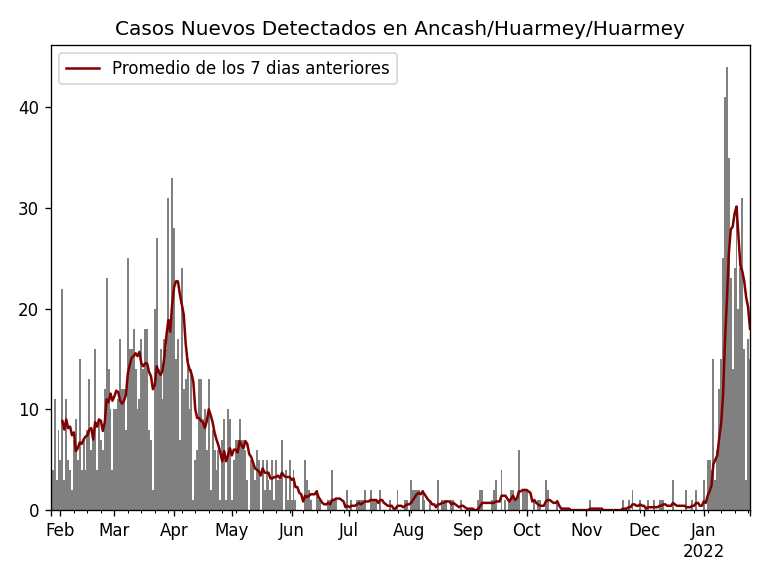 Casos Nuevos Detectados en Ancash/Huarmey/Huarmey
Promedio de los 7 dias anteriores
40
30
20
10
0
Feb Mar Apr May Jun Jul Aug Sep Oct Nov Dec Jan
2022